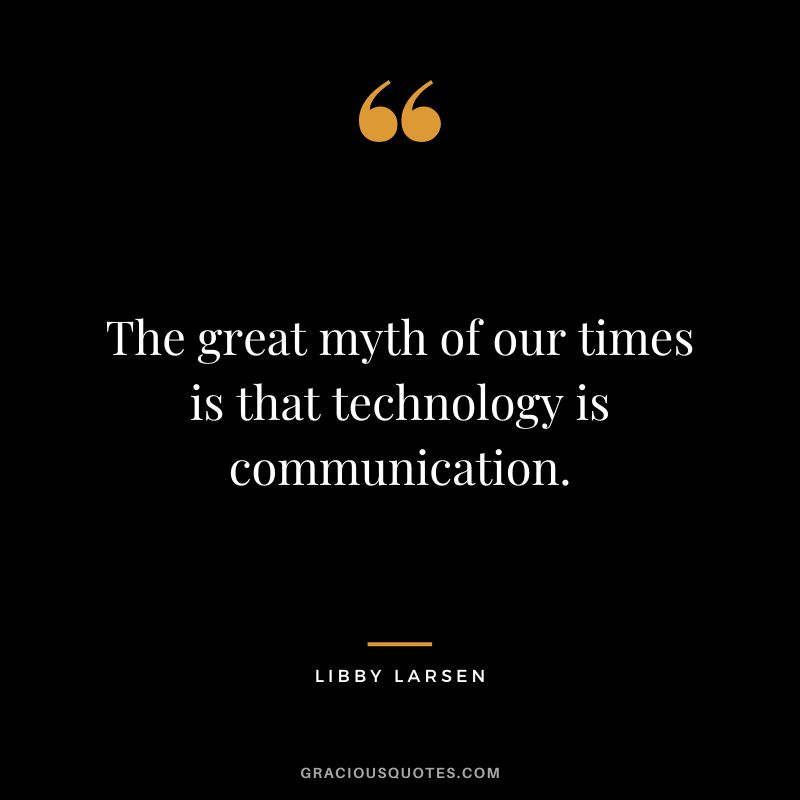 “
The great myth of our times
is that technology is
communication.
LIBBY LARSEN
GRACIOUSQUOTES.COM